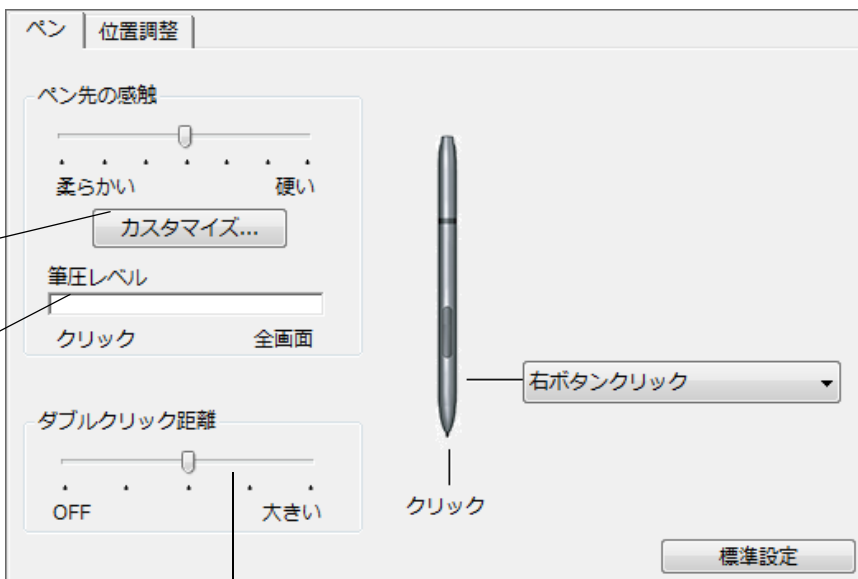 ペン 位置調整
ペン先の感触
柔らかい 硬い
カスタマイズ...
筆圧レベル
クリック 全画面
右ボタンクリック
ダブルクリック距離
OFF 大きい
クリック
標準設定